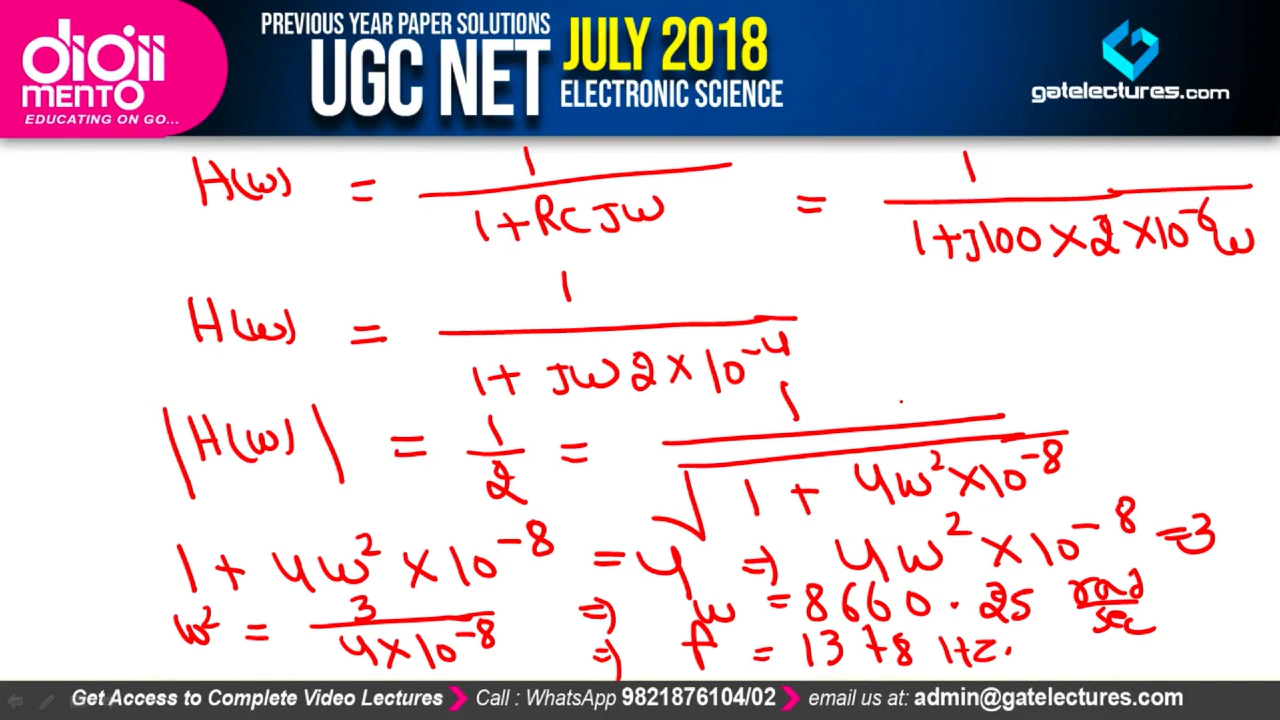 digii
MENTO
EDUCATING ON GO...
PREVIOUS YEAR PAPER SOLUTIONS
UGC NET
JULY 2018
ELECTRONIC SCIENCE
gatelectures.com
H(ω) = 1 / (1+RCJω) = 1 / (1+J100×2×10⁻⁶ω)
H(ω) = 1 / (1+ Jω2×10⁻⁴)
|H(ω)| = 1/2 = 1 / √(1 + 4ω²×10⁻⁸)
1 + 4ω² × 10⁻⁸ = 4 ⇒ 4ω² × 10⁻⁸ = 3
ω² = 3 / (4×10⁻⁸) ⇒ ω = 8660.25 rad/sec
⇒ f = 1378 Hz.
Get Access to Complete Video Lectures
Call : WhatsApp 9821876104/02
email us at: admin@gatelectures.com